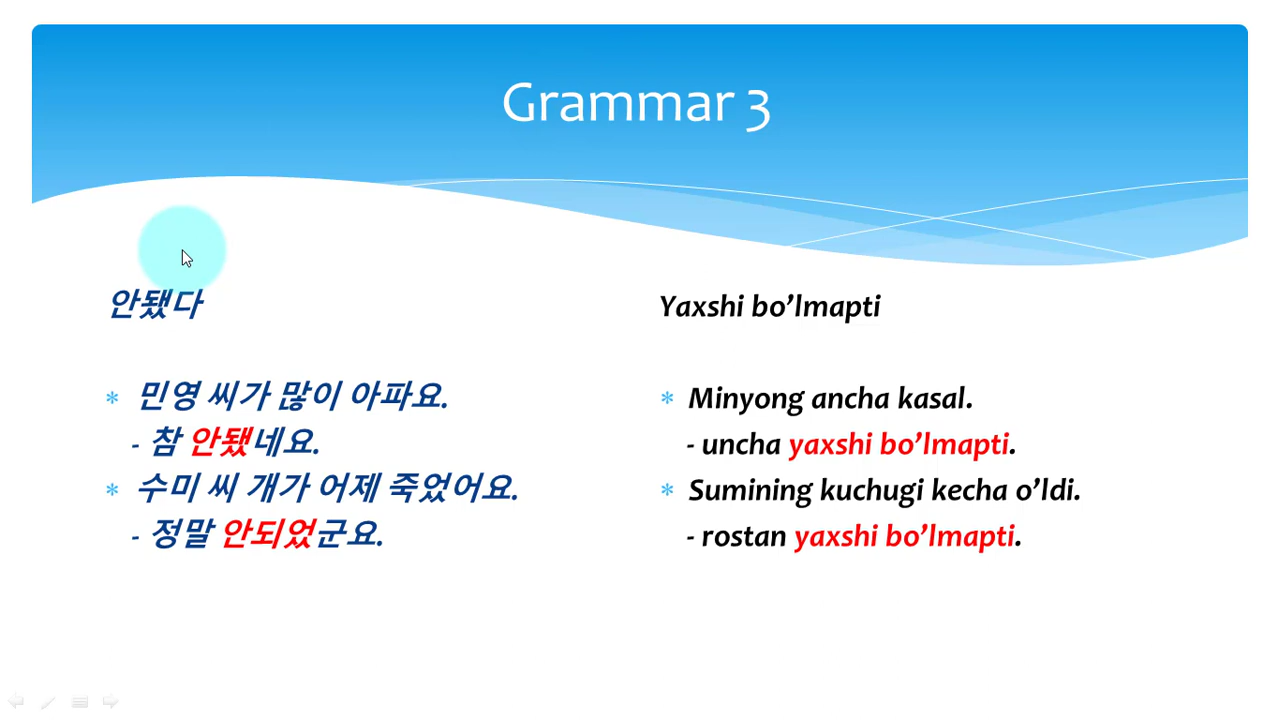 Grammar 3
안됐다
* 민영 씨가 많이 아파요.
- 참 안됐네요.
* 수미 씨 개가 어제 죽었어요.
- 정말 안되었군요.
Yaxshi bo’lmapti
* Minyong ancha kasal.
- uncha yaxshi bo’lmapti.
* Sumining kuchugi kecha o’ldi.
- rostan yaxshi bo’lmapti.